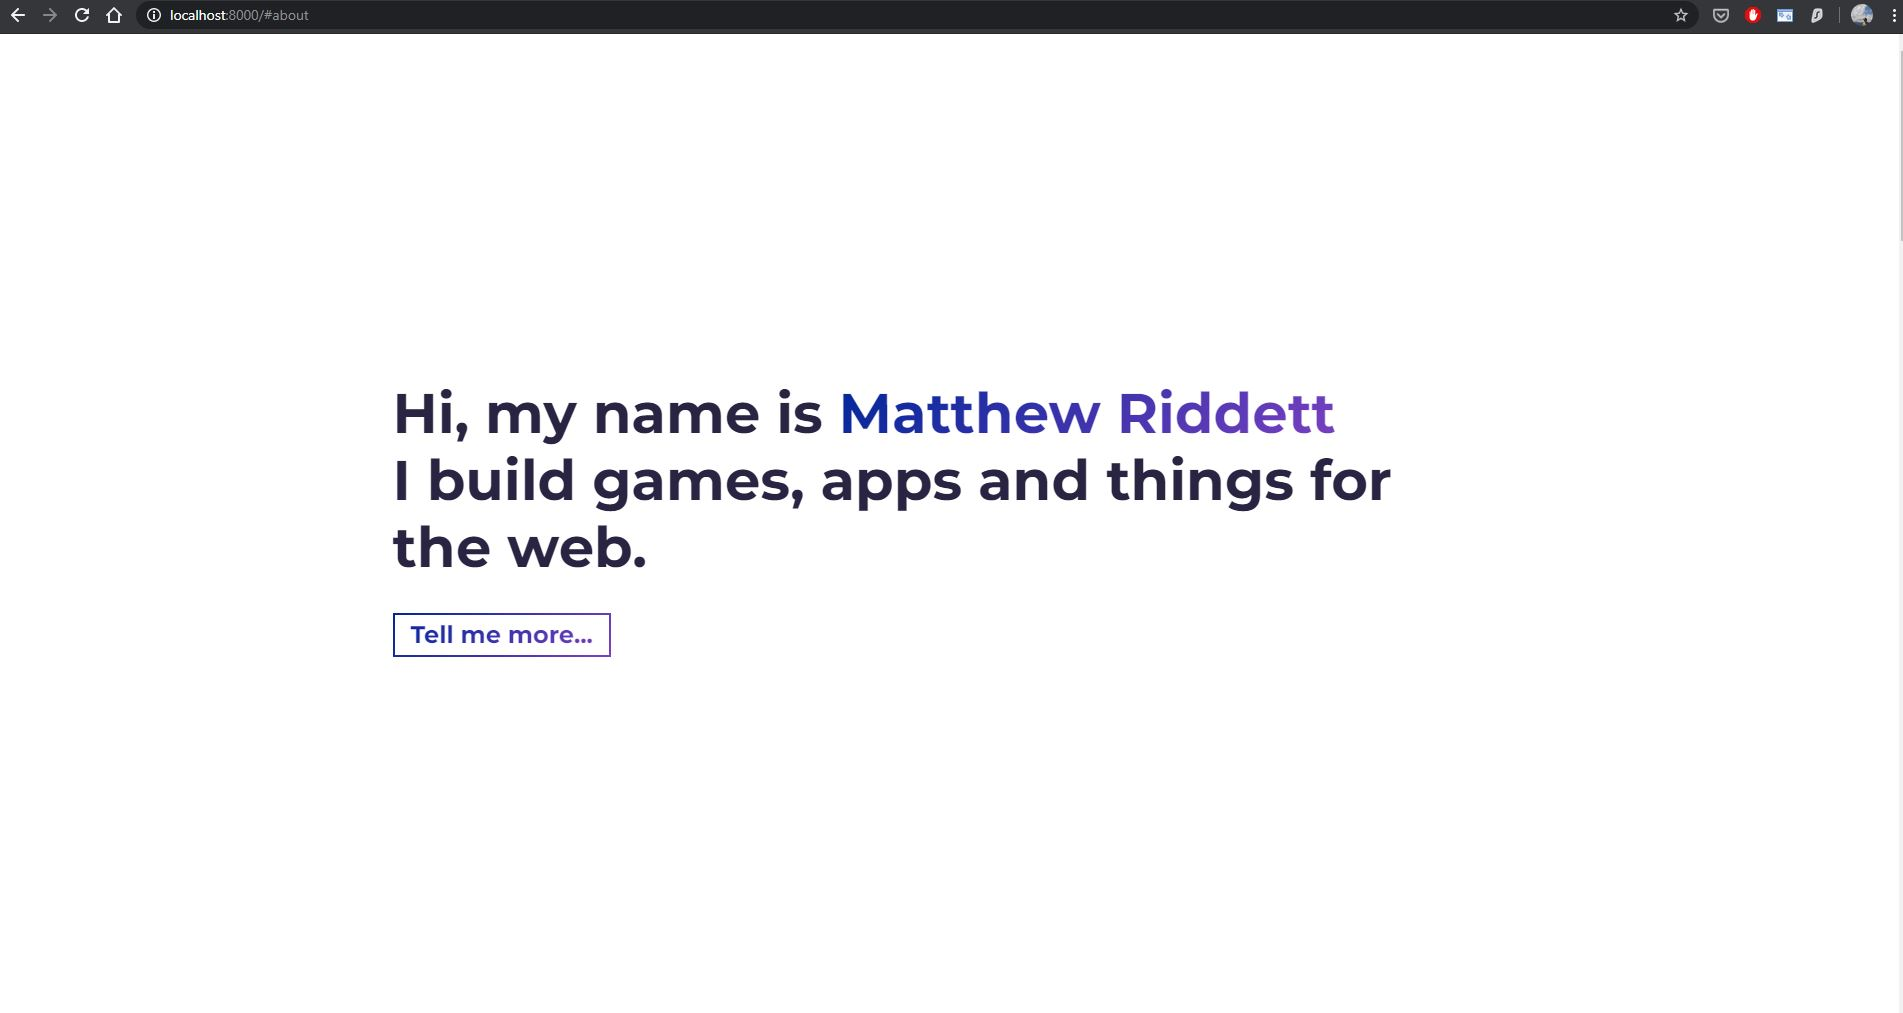 localhost:8000/#about
Hi, my name is Matthew Riddett
I build games, apps and things for
the web.
Tell me more...